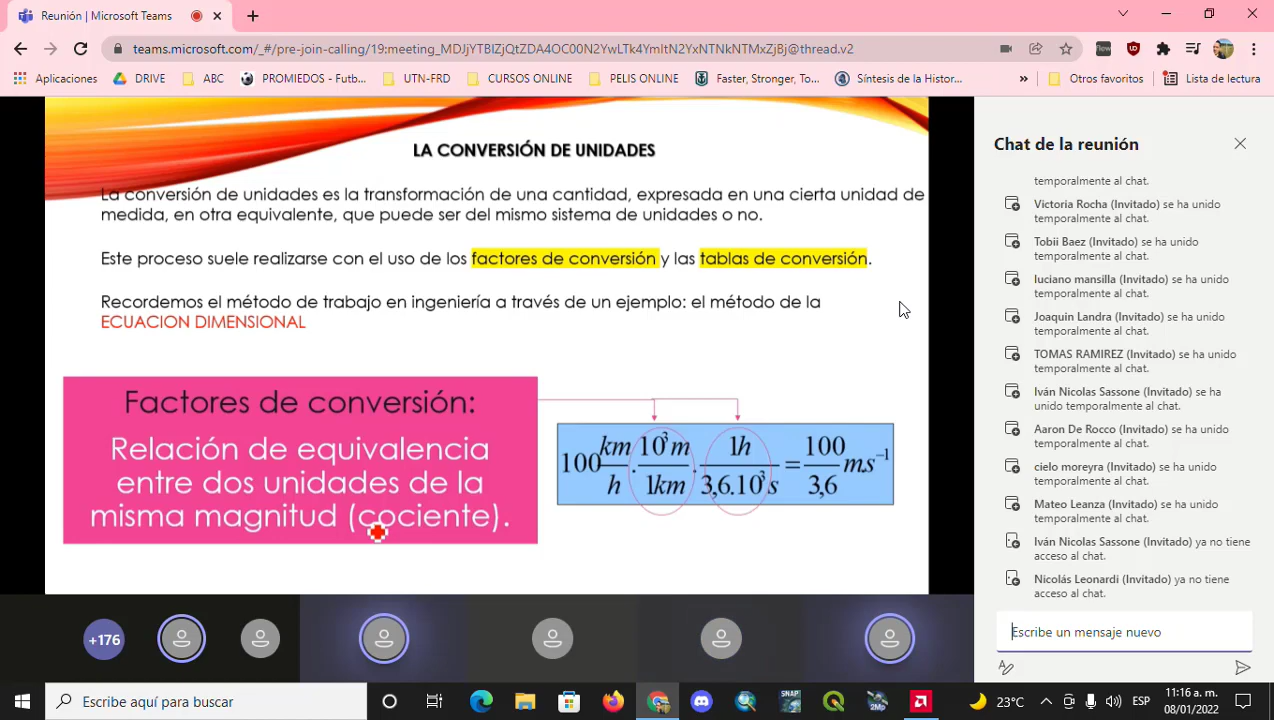 Reunión | Microsoft Teams
teams.microsoft.com/_#/pre-join-calling/19:meeting_MDJjYTBlZjQtZDA4OC00N2YwLTk4YmItN2YxNTNkNTMxZjBj@thread.v2
Aplicaciones DRIVE ABC PROMIEDOS - Futb... UTN-FRD CURSOS ONLINE PELIS ONLINE Faster, Stronger, To... Síntesis de la Histor... » Otros favoritos Lista de lectura
LA CONVERSIÓN DE UNIDADES
La conversión de unidades es la transformación de una cantidad, expresada en una cierta unidad de
medida, en otra equivalente, que puede ser del mismo sistema de unidades o no.
Este proceso suele realizarse con el uso de los factores de conversión y las tablas de conversión.
Recordemos el método de trabajo en ingeniería a través de un ejemplo: el método de la
ECUACION DIMENSIONAL
Factores de conversión:
Relación de equivalencia
entre dos unidades de la
misma magnitud (cociente).
100 km/h . 10³ m/1km . 1h/3,6.10³ s = 100/3,6 m.s⁻¹
Chat de la reunión
temporalmente al chat.
Victoria Rocha (Invitado) se ha unido
temporalmente al chat.
Tobii Baez (Invitado) se ha unido
temporalmente al chat.
luciano mansilla (Invitado) se ha unido
temporalmente al chat.
Joaquin Landra (Invitado) se ha unido
temporalmente al chat.
TOMAS RAMIREZ (Invitado) se ha unido
temporalmente al chat.
Iván Nicolas Sassone (Invitado) se ha
unido temporalmente al chat.
Aaron De Rocco (Invitado) se ha unido
temporalmente al chat.
cielo moreyra (Invitado) se ha unido
temporalmente al chat.
Mateo Leanza (Invitado) se ha unido
temporalmente al chat.
Iván Nicolas Sassone (Invitado) ya no tiene
acceso al chat.
Nicolás Leonardi (Invitado) ya no tiene
acceso al chat.
Escribe un mensaje nuevo
+176
Escribe aquí para buscar
SNAP
2Mp
23°C
ESP
11:16 a. m.
08/01/2022